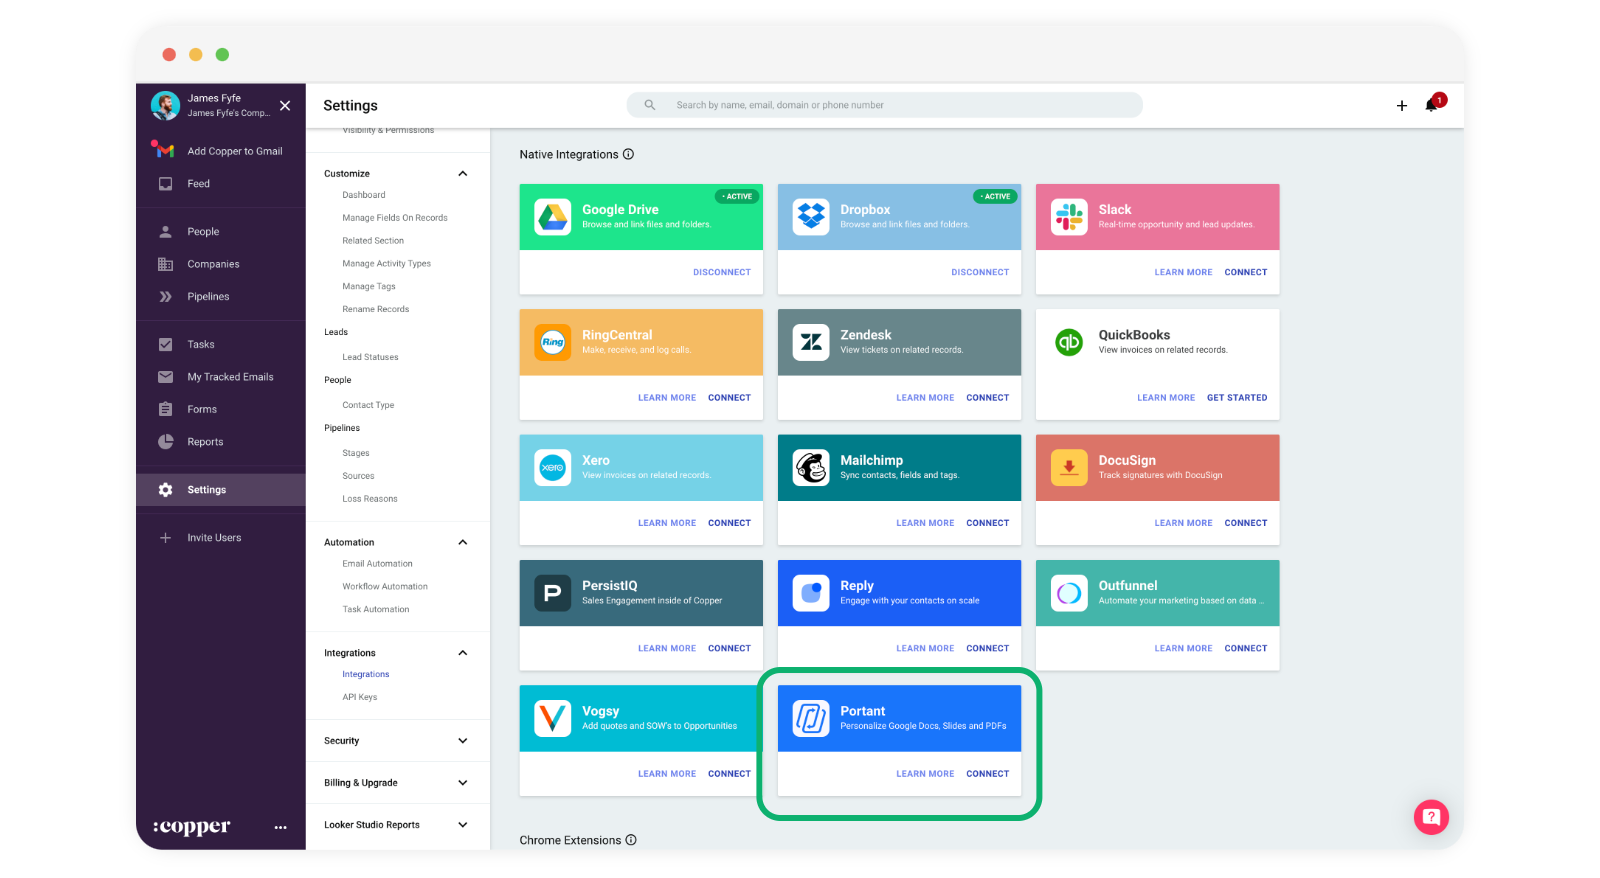 James Fyfe
James Fyfe's Comp...
Add Copper to Gmail
Feed
People
Companies
Pipelines
Tasks
My Tracked Emails
Forms
Reports
Settings
Invite Users
:copper
...
Settings
Search by name, email, domain or phone number
1
Visibility & Permissions
Customize
Dashboard
Manage Fields On Records
Related Section
Manage Activity Types
Manage Tags
Rename Records
Leads
Lead Statuses
People
Contact Type
Pipelines
Stages
Sources
Loss Reasons
Automation
Email Automation
Workflow Automation
Task Automation
Integrations
Integrations
API Keys
Security
Billing & Upgrade
Looker Studio Reports
Native Integrations
• ACTIVE
Google Drive
Browse and link files and folders.
DISCONNECT
• ACTIVE
Dropbox
Browse and link files and folders.
DISCONNECT
Slack
Real-time opportunity and lead updates.
LEARN MORE CONNECT
Ring
RingCentral
Make, receive, and log calls.
LEARN MORE CONNECT
Zendesk
View tickets on related records.
LEARN MORE CONNECT
qb
QuickBooks
View invoices on related records.
LEARN MORE GET STARTED
xero
Xero
View invoices on related records.
LEARN MORE CONNECT
Mailchimp
Sync contacts, fields and tags.
LEARN MORE CONNECT
DocuSign
Track signatures with DocuSign
LEARN MORE CONNECT
P
PersistIQ
Sales Engagement inside of Copper
LEARN MORE CONNECT
Reply
Engage with your contacts on scale
LEARN MORE CONNECT
Outfunnel
Automate your marketing based on data ...
LEARN MORE CONNECT
Vogsy
Add quotes and SOW's to Opportunities
LEARN MORE CONNECT
Portant
Personalize Google Docs, Slides and PDFs
LEARN MORE CONNECT
Chrome Extensions
?